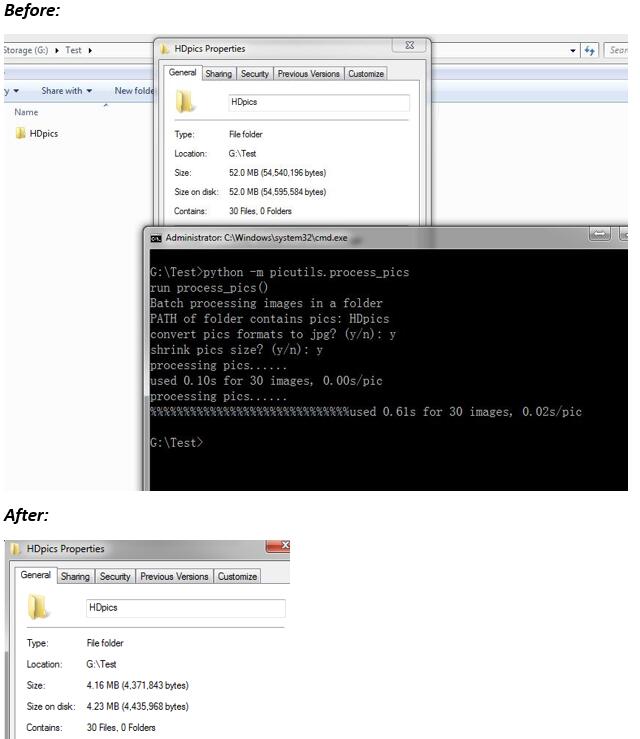 Before:
Storage (G:) ▸ Test ▸
HDpics Properties
Sear
General Sharing Security Previous Versions Customize
y ▾ Share with ▾ New folde
Name
HDpics
HDpics
Type: File folder
Location: G:\Test
Size: 52.0 MB (54,540,196 bytes)
Size on disk: 52.0 MB (54,595,584 bytes)
Contains: 30 Files, 0 Folders
Administrator: C:\Windows\system32\cmd.exe
G:\Test>python -m picutils.process_pics
run process_pics()
Batch processing images in a folder
PATH of folder contains pics: HDpics
convert pics formats to jpg? (y/n): y
shrink pics size? (y/n): y
processing pics......
used 0.10s for 30 images, 0.00s/pic
processing pics......
%%%%%%%%%%%%%%%%%%%%%%%%%%%%%%used 0.61s for 30 images, 0.02s/pic
G:\Test>
After:
HDpics Properties
General Sharing Security Previous Versions Customize
HDpics
Type: File folder
Location: G:\Test
Size: 4.16 MB (4,371,843 bytes)
Size on disk: 4.23 MB (4,435,968 bytes)
Contains: 30 Files, 0 Folders